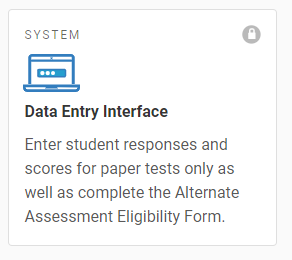 SYSTEM
Data Entry Interface
Enter student responses and
scores for paper tests only as
well as complete the Alternate
Assessment Eligibility Form.